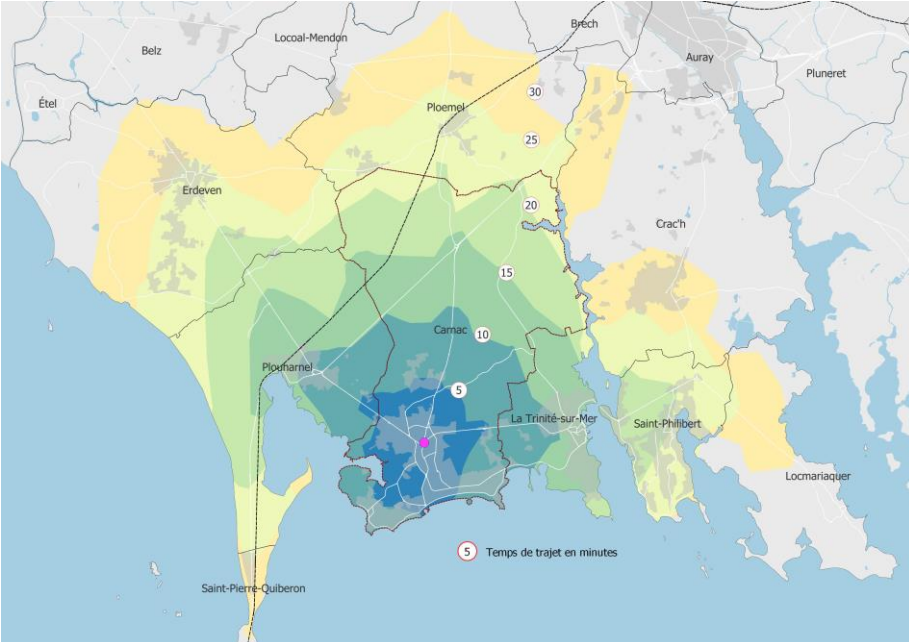 Brech
Locoal-Mendon
Belz
Auray
Pluneret
Étel
30
Ploemel
25
Erdeven
20
Crac'h
15
Carnac
10
Plouharnel
5
La Trinité-sur-Mer
Saint-Philibert
Locmariaquer
5 Temps de trajet en minutes
Saint-Pierre-Quiberon